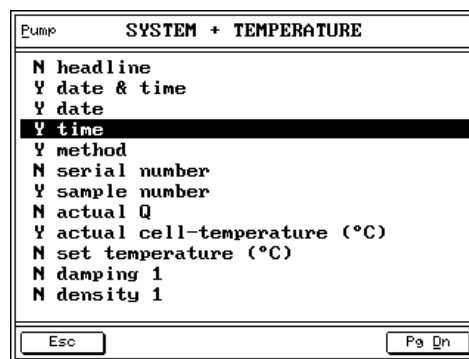 Pump SYSTEM + TEMPERATURE
N headline
Y date & time
Y date
Y time
Y method
N serial number
Y sample number
N actual Q
Y actual cell-temperature (°C)
N set temperature (°C)
N damping 1
N density 1
Esc Pg Dn